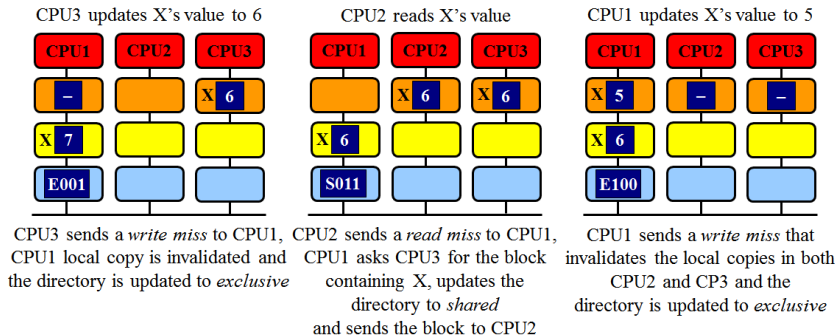 CPU3 updates X's value to 6
CPU1 CPU2 CPU3
– X 6
X 7
E001
CPU3 sends a write miss to CPU1,
CPU1 local copy is invalidated and
the directory is updated to exclusive
CPU2 reads X's value
CPU1 CPU2 CPU3
X 6 X 6
X 6
S011
CPU2 sends a read miss to CPU1,
CPU1 asks CPU3 for the block
containing X, updates the
directory to shared
and sends the block to CPU2
CPU1 updates X's value to 5
CPU1 CPU2 CPU3
X 5 – –
X 6
E100
CPU1 sends a write miss that
invalidates the local copies in both
CPU2 and CP3 and the
directory is updated to exclusive